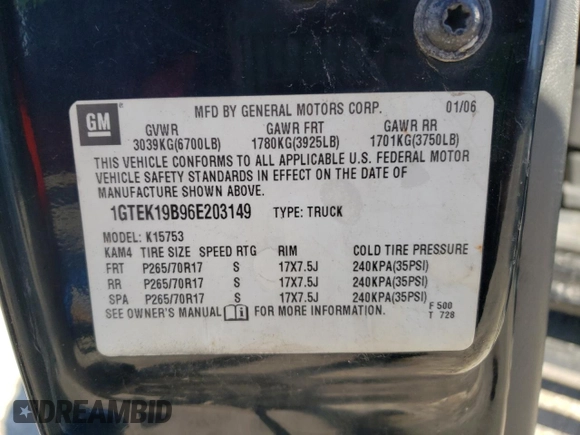 GM
MFD BY GENERAL MOTORS CORP. 01/06
GVWR GAWR FRT GAWR RR
3039KG(6700LB) 1780KG(3925LB) 1701KG(3750LB)
THIS VEHICLE CONFORMS TO ALL APPLICABLE U.S. FEDERAL MOTOR
VEHICLE SAFETY STANDARDS IN EFFECT ON THE DATE OF
MANUFACTURE SHOWN ABOVE.
1GTEK19B96E203149 TYPE: TRUCK
MODEL: K15753
KAM4 TIRE SIZE SPEED RTG RIM COLD TIRE PRESSURE
FRT P265/70R17 S 17X7.5J 240KPA(35PSI)
RR P265/70R17 S 17X7.5J 240KPA(35PSI)
SPA P265/70R17 S 17X7.5J 240KPA(35PSI)
SEE OWNER'S MANUAL FOR MORE INFORMATION.
F 500
T 728
DREAMBID